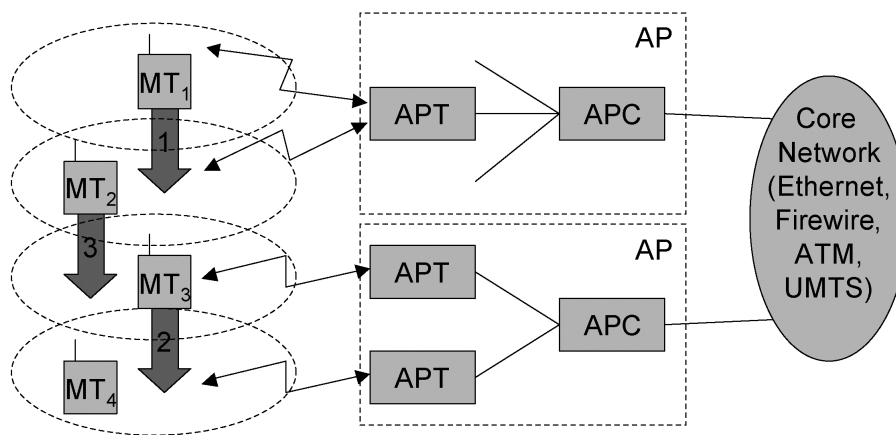 MT1
1
MT2
3
MT3
2
MT4
AP
APT
APC
AP
APT
APC
APT
Core
Network
(Ethernet,
Firewire,
ATM,
UMTS)